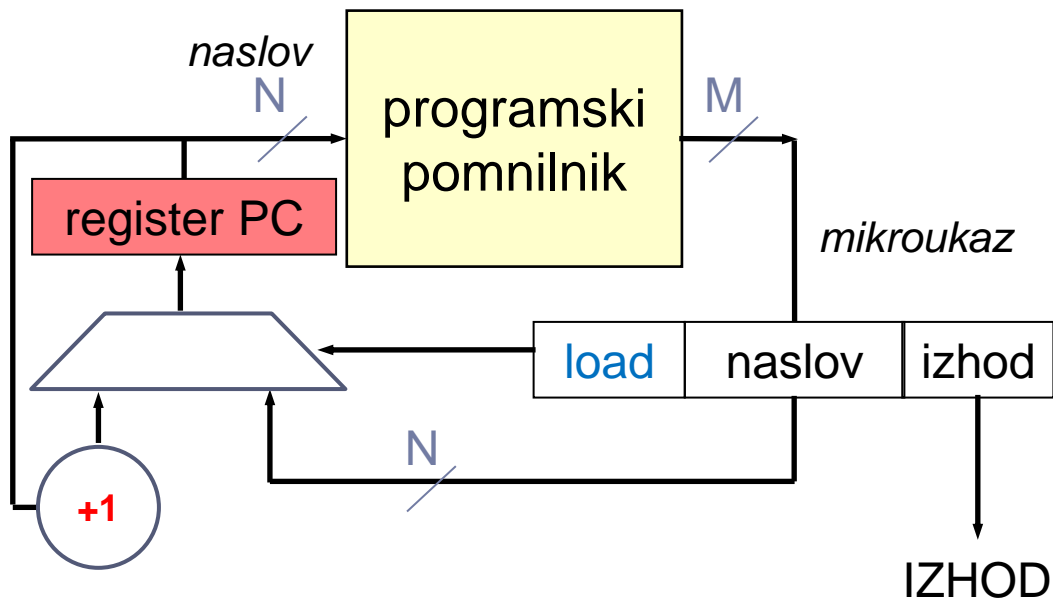 naslov
N
programski
pomnilnik
M
register PC
mikroukaz
load
naslov
izhod
N
+1
IZHOD